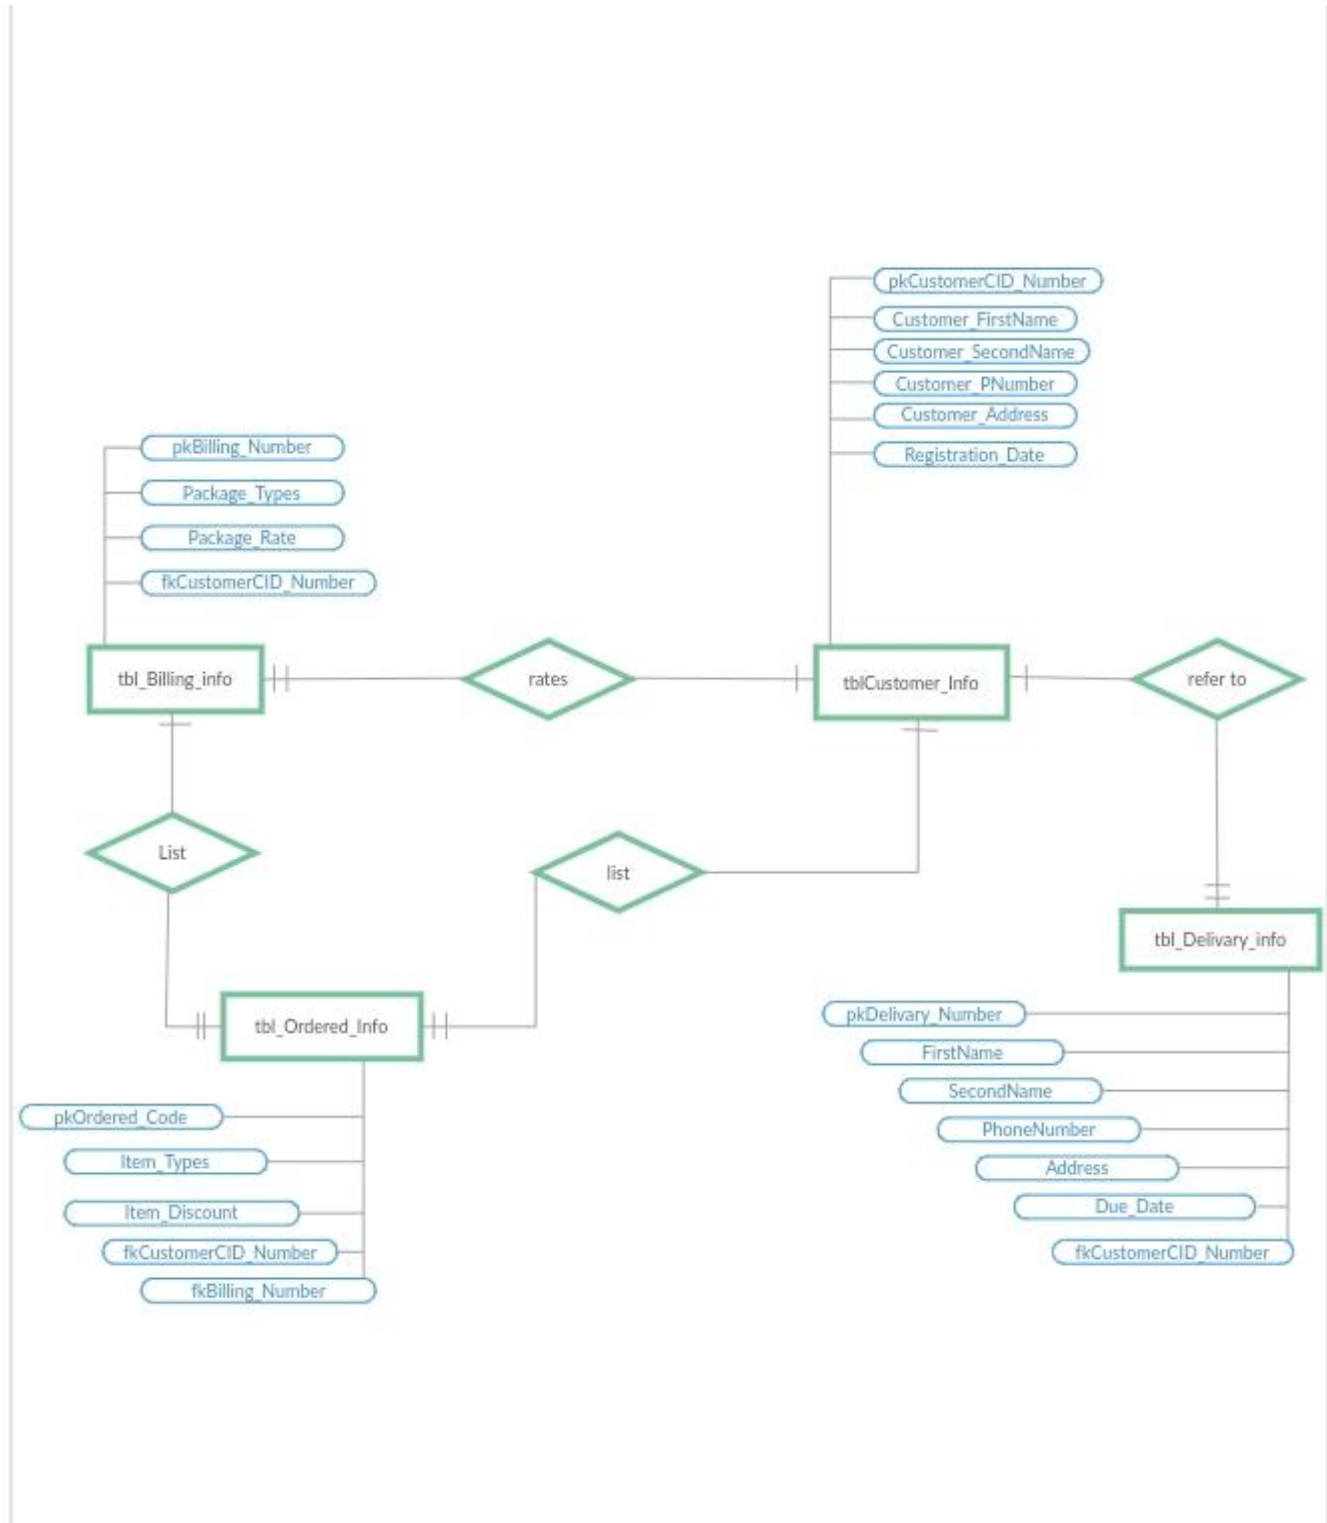 pkCustomerCID_Number
Customer_FirstName
Customer_SecondName
Customer_PNumber
Customer_Address
Registration_Date
pkBilling_Number
Package_Types
Package_Rate
fkCustomerCID_Number
tbl_Billing_info
rates
tblCustomer_Info
refer to
List
list
tbl_Delivary_info
tbl_Ordered_Info
pkDelivary_Number
FirstName
SecondName
PhoneNumber
Address
Due_Date
fkCustomerCID_Number
pkOrdered_Code
Item_Types
Item_Discount
fkCustomerCID_Number
fkBilling_Number